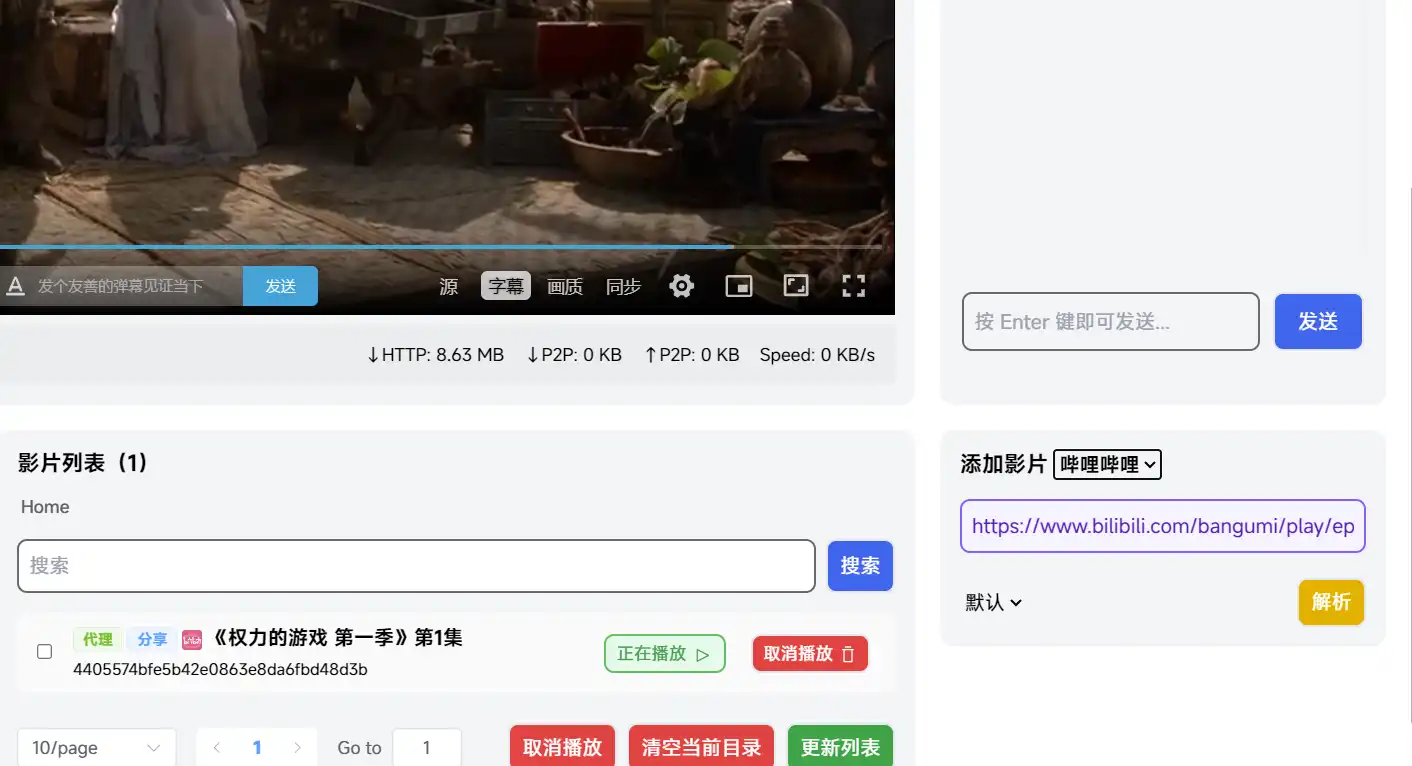 A 发个友善的弹幕见证当下 发送 源 字幕 画质 同步
↓HTTP: 8.63 MB ↓P2P: 0 KB ↑P2P: 0 KB Speed: 0 KB/s
按 Enter 键即可发送... 发送
影片列表（1）
Home
搜索 搜索
代理 分享 《权力的游戏 第一季》第1集
4405574bfe5b42e0863e8da6fbd48d3b
正在播放 取消播放
10/page 1 Go to 1 取消播放 清空当前目录 更新列表
添加影片 哔哩哔哩
https://www.bilibili.com/bangumi/play/ep
默认 解析